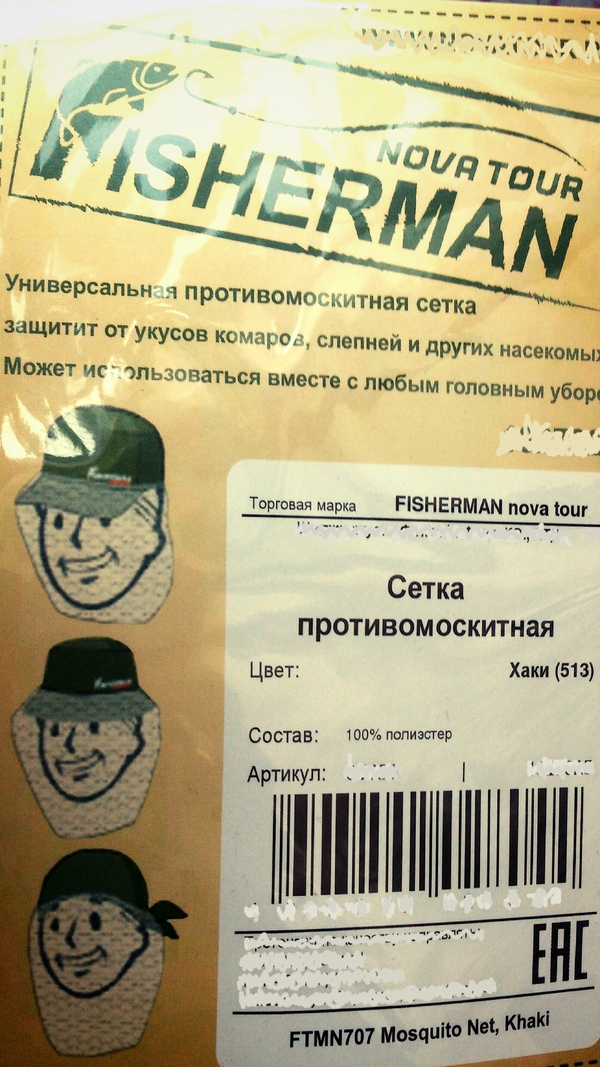 NOVA TOUR
FISHERMAN
Универсальная противомоскитная сетка
защитит от укусов комаров, слепней и других насекомых
Может использоваться вместе с любым головным уборо
Торговая марка FISHERMAN nova tour
Сетка
противомоскитная
Цвет: Хаки (513)
Состав: 100% полиэстер
Артикул: |
EAC
FTMN707 Mosquito Net, Khaki